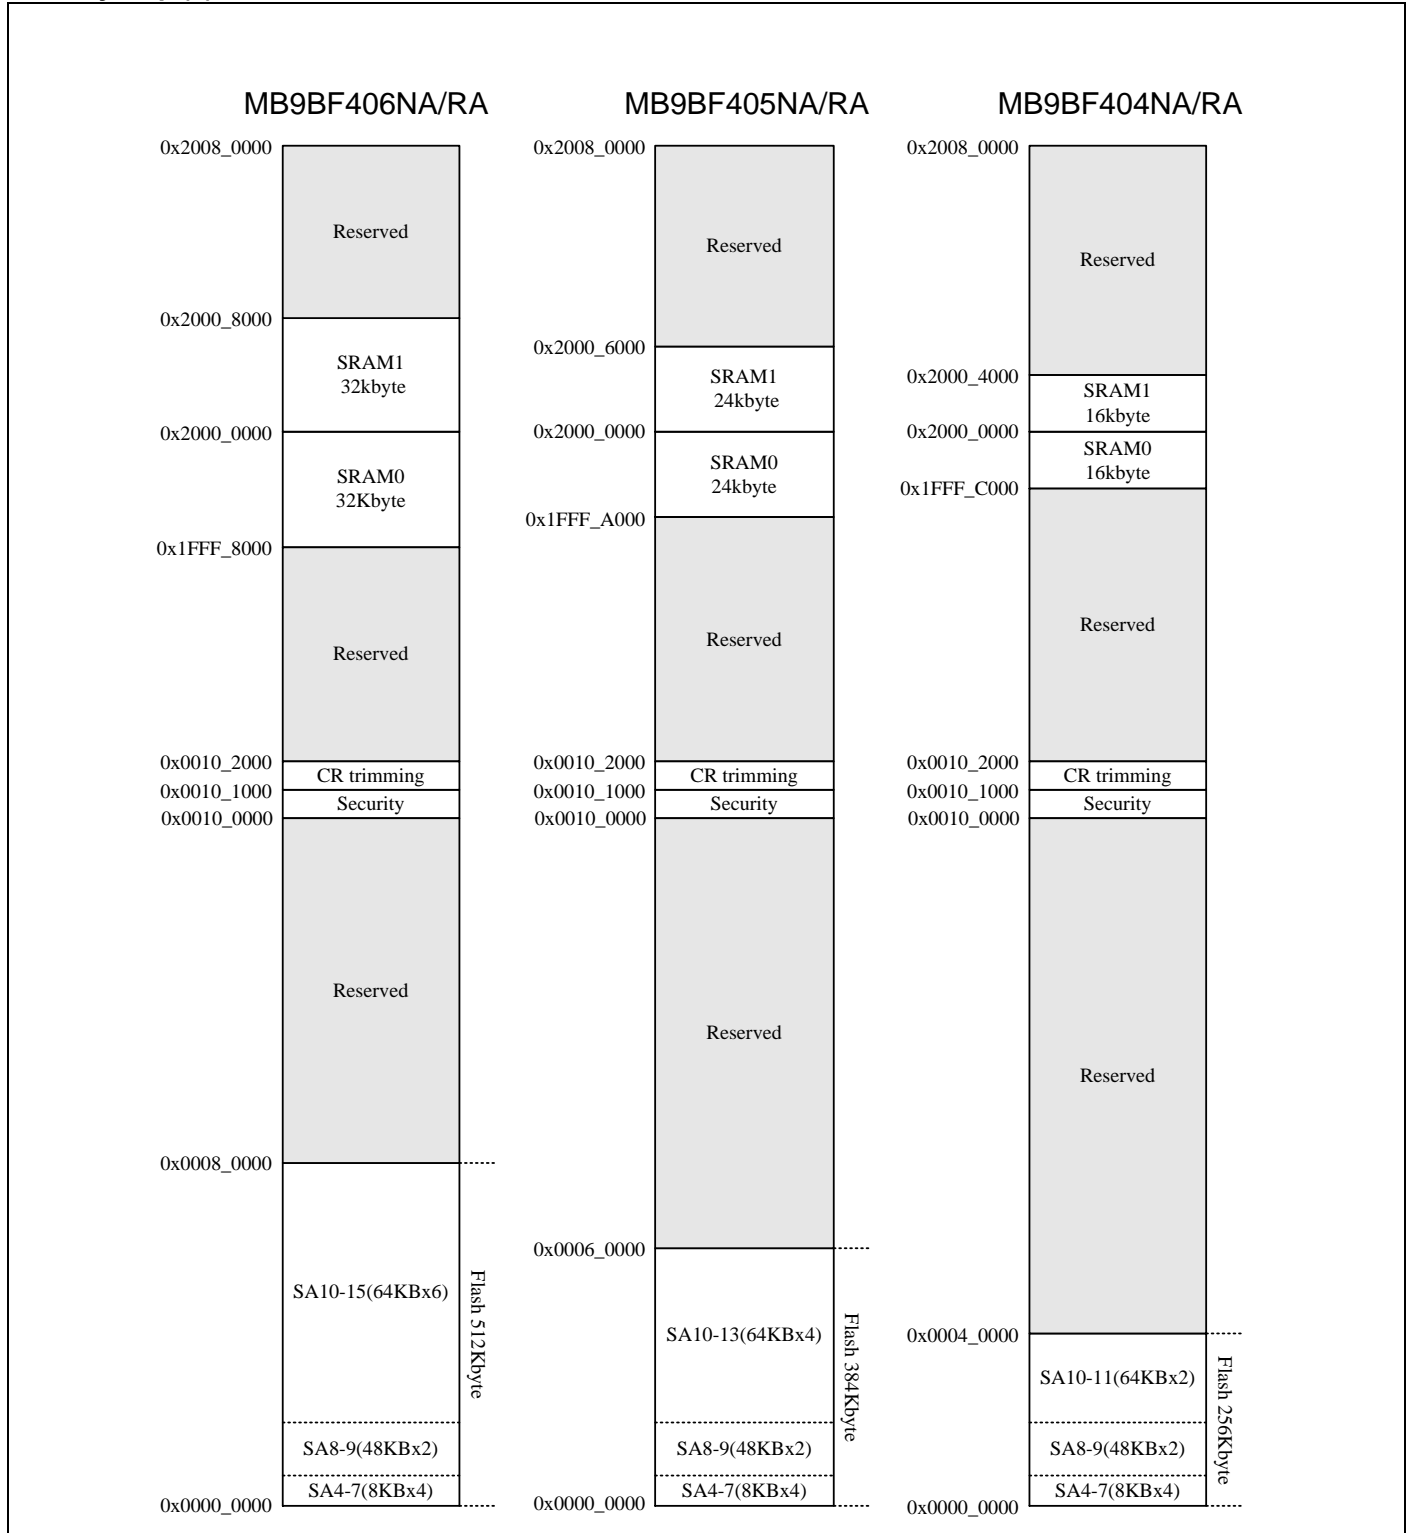 MB9BF406NA/RA
0x2008_0000
Reserved
0x2000_8000
SRAM1
32kbyte
0x2000_0000
SRAM0
32Kbyte
0x1FFF_8000
Reserved
0x0010_2000
CR trimming
0x0010_1000
Security
0x0010_0000
Reserved
0x0008_0000
SA10-15(64KBx6)
Flash 512Kbyte
SA8-9(48KBx2)
SA4-7(8KBx4)
0x0000_0000
MB9BF405NA/RA
0x2008_0000
Reserved
0x2000_6000
SRAM1
24kbyte
0x2000_0000
SRAM0
24kbyte
0x1FFF_A000
Reserved
0x0010_2000
CR trimming
0x0010_1000
Security
0x0010_0000
Reserved
0x0006_0000
SA10-13(64KBx4)
Flash 384Kbyte
SA8-9(48KBx2)
SA4-7(8KBx4)
0x0000_0000
MB9BF404NA/RA
0x2008_0000
Reserved
0x2000_4000
SRAM1
16kbyte
0x2000_0000
SRAM0
16kbyte
0x1FFF_C000
Reserved
0x0010_2000
CR trimming
0x0010_1000
Security
0x0010_0000
Reserved
0x0004_0000
SA10-11(64KBx2)
Flash 256Kbyte
SA8-9(48KBx2)
SA4-7(8KBx4)
0x0000_0000